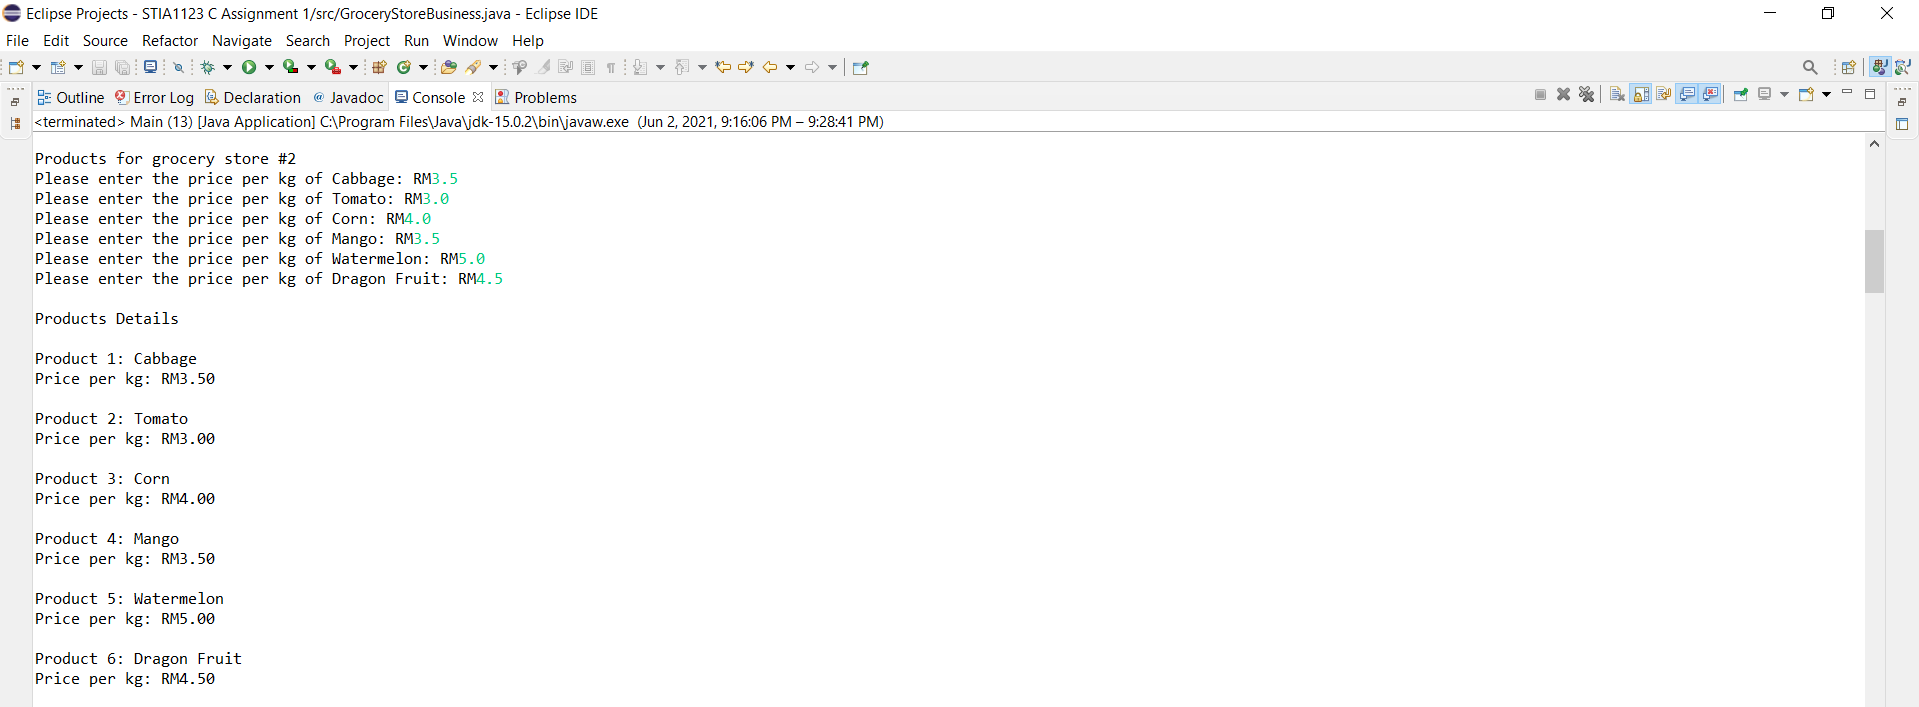 Eclipse Projects - STIA1123 C Assignment 1/src/GroceryStoreBusiness.java - Eclipse IDE
File Edit Source Refactor Navigate Search Project Run Window Help
Outline Error Log Declaration @ Javadoc Console Problems
<terminated> Main (13) [Java Application] C:\Program Files\Java\jdk-15.0.2\bin\javaw.exe (Jun 2, 2021, 9:16:06 PM – 9:28:41 PM)
Products for grocery store #2
Please enter the price per kg of Cabbage: RM3.5
Please enter the price per kg of Tomato: RM3.0
Please enter the price per kg of Corn: RM4.0
Please enter the price per kg of Mango: RM3.5
Please enter the price per kg of Watermelon: RM5.0
Please enter the price per kg of Dragon Fruit: RM4.5
Products Details
Product 1: Cabbage
Price per kg: RM3.50
Product 2: Tomato
Price per kg: RM3.00
Product 3: Corn
Price per kg: RM4.00
Product 4: Mango
Price per kg: RM3.50
Product 5: Watermelon
Price per kg: RM5.00
Product 6: Dragon Fruit
Price per kg: RM4.50